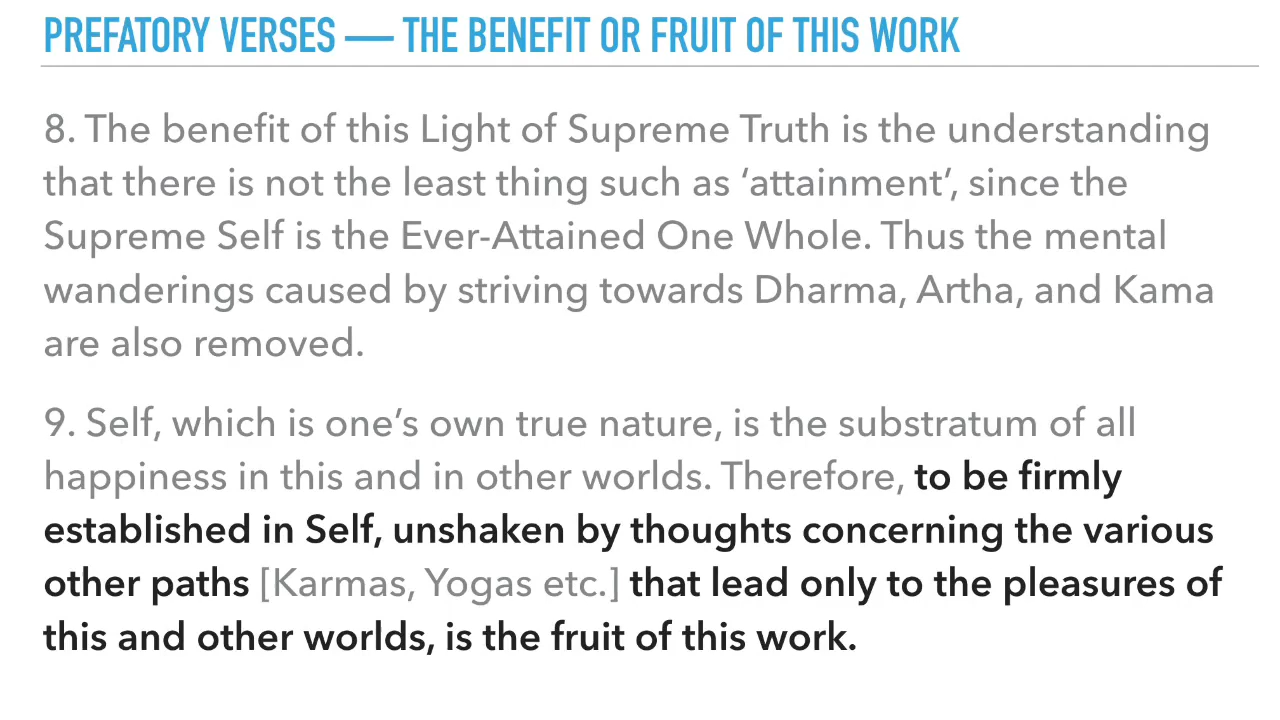 PREFATORY VERSES — THE BENEFIT OR FRUIT OF THIS WORK
8. The benefit of this Light of Supreme Truth is the understanding
that there is not the least thing such as ‘attainment’, since the
Supreme Self is the Ever-Attained One Whole. Thus the mental
wanderings caused by striving towards Dharma, Artha, and Kama
are also removed.
9. Self, which is one’s own true nature, is the substratum of all
happiness in this and in other worlds. Therefore, to be firmly
established in Self, unshaken by thoughts concerning the various
other paths [Karmas, Yogas etc.] that lead only to the pleasures of
this and other worlds, is the fruit of this work.